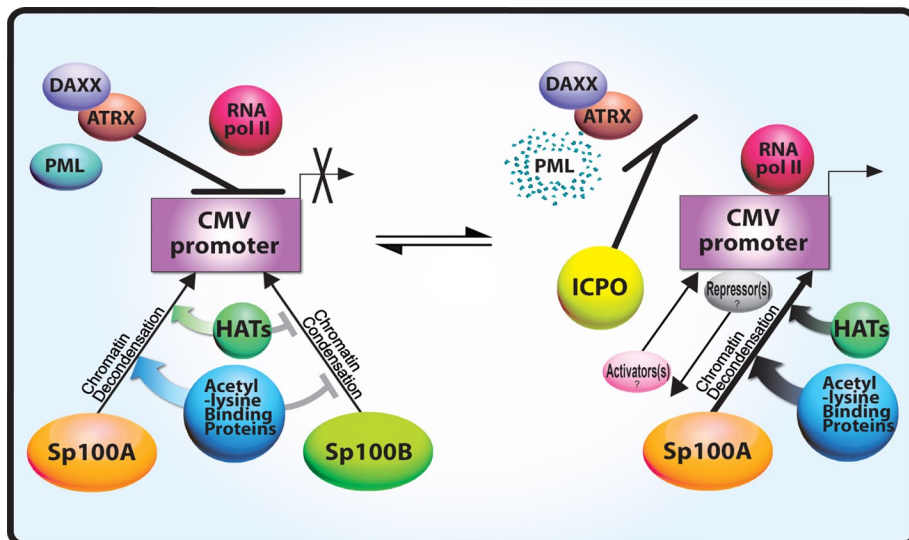 DAXX
ATRX
PML
RNA
pol II
X
CMV
promoter
Chromatin
Decondensation
HATs
Chromatin
Condensation
Acetyl
-lysine
Binding
Proteins
Sp100A
Sp100B
DAXX
ATRX
PML
RNA
pol II
CMV
promoter
ICPO
Repressor(s)
?
Activators(s)
?
Chromatin
Decondensation
HATs
Acetyl
-lysine
Binding
Proteins
Sp100A